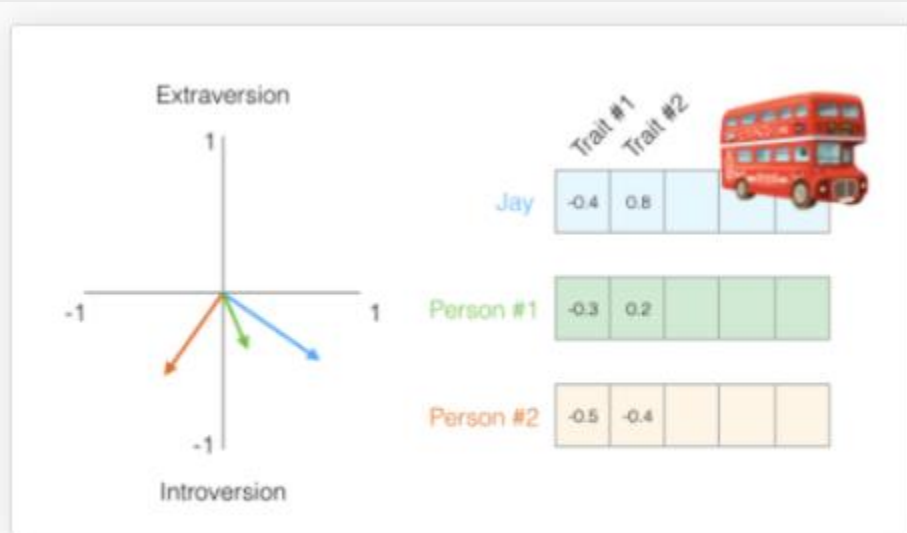 Extraversion
1
-1
1
-1
Introversion
Trait #1
Trait #2
Jay
-0.4 0.8
Person #1
-0.3 0.2
Person #2
-0.5 -0.4